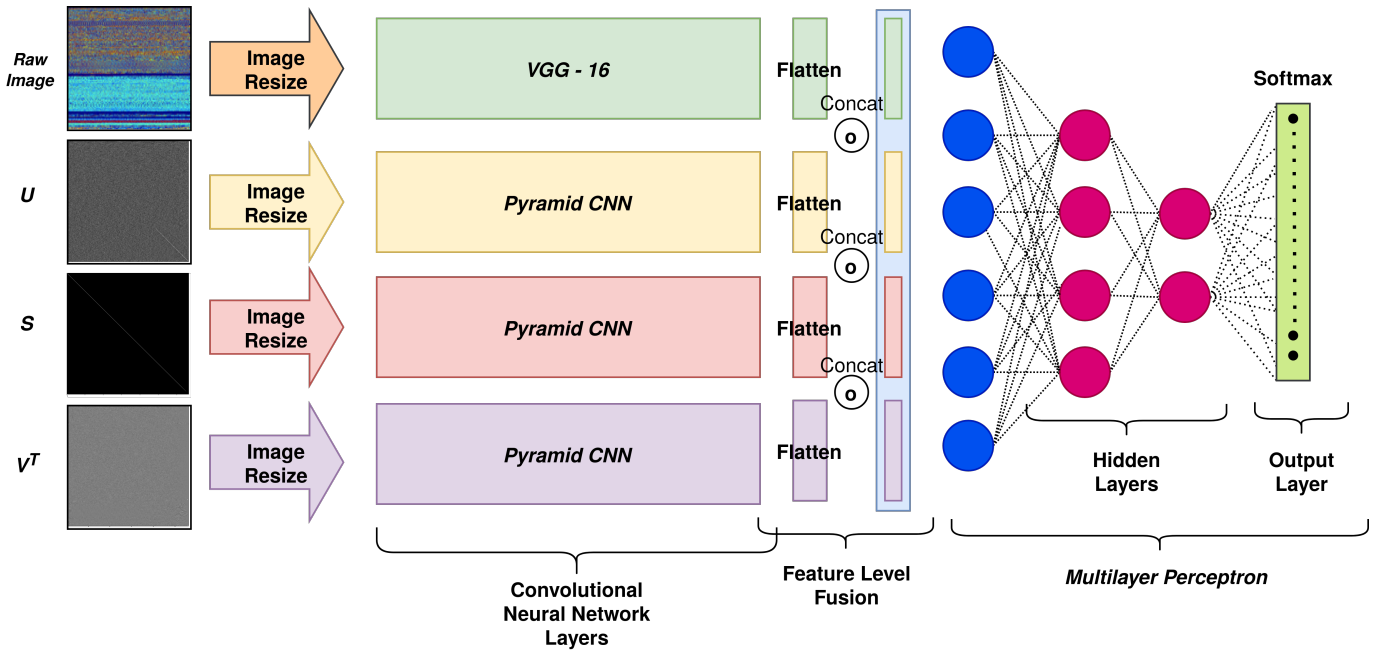 Raw
Image
Image
Resize
VGG - 16
Flatten
Concat
o
U
Image
Resize
Pyramid CNN
Flatten
Concat
o
S
Image
Resize
Pyramid CNN
Flatten
Concat
o
V^T
Image
Resize
Pyramid CNN
Flatten
Softmax
Hidden
Layers
Output
Layer
Convolutional
Neural Network
Layers
Feature Level
Fusion
Multilayer Perceptron